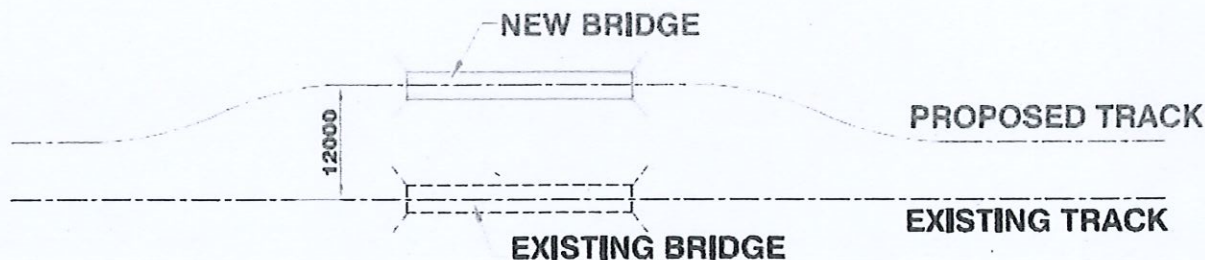 NEW BRIDGE
PROPOSED TRACK
12000
EXISTING TRACK
EXISTING BRIDGE